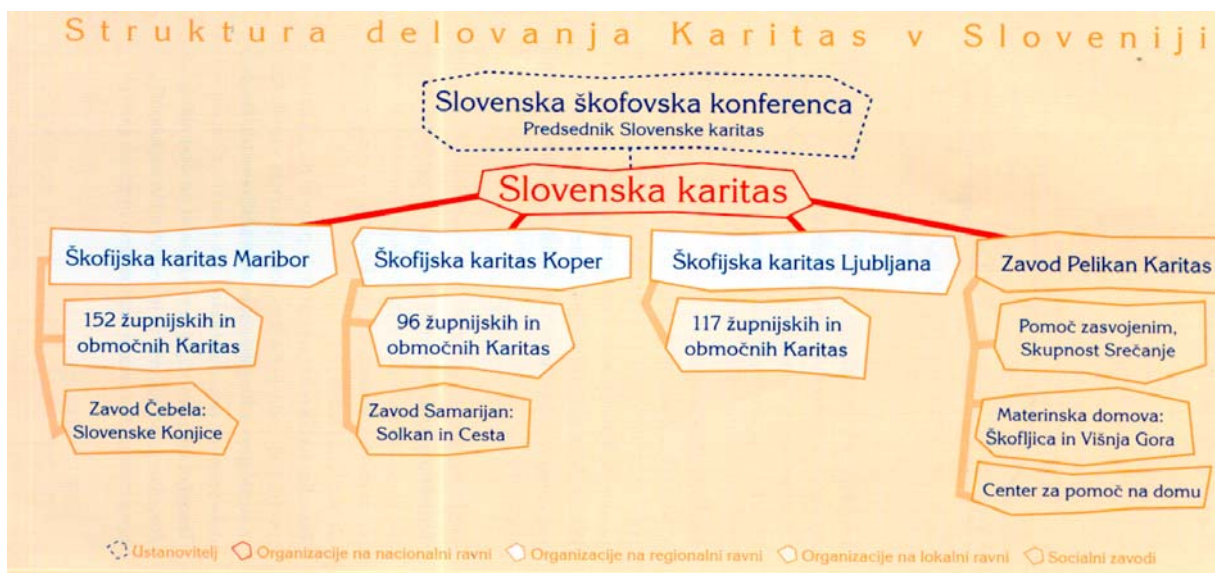 Struktura delovanja Karitas v Sloveniji
Slovenska škofovska konferenca
Predsednik Slovenske karitas
Slovenska karitas
Škofijska karitas Maribor
152 župnijskih in
območnih Karitas
Zavod Čebela:
Slovenske Konjice
Škofijska karitas Koper
96 župnijskih in
območnih Karitas
Zavod Samarijan:
Solkan in Cesta
Škofijska karitas Ljubljana
117 župnijskih in
območnih Karitas
Zavod Pelikan Karitas
Pomoč zasvojenim,
Skupnost Srečanje
Materinska domova:
Škofljica in Višnja Gora
Center za pomoč na domu
Ustanovitelj Organizacije na nacionalni ravni Organizacije na regionalni ravni Organizacije na lokalni ravni Socialni zavodi